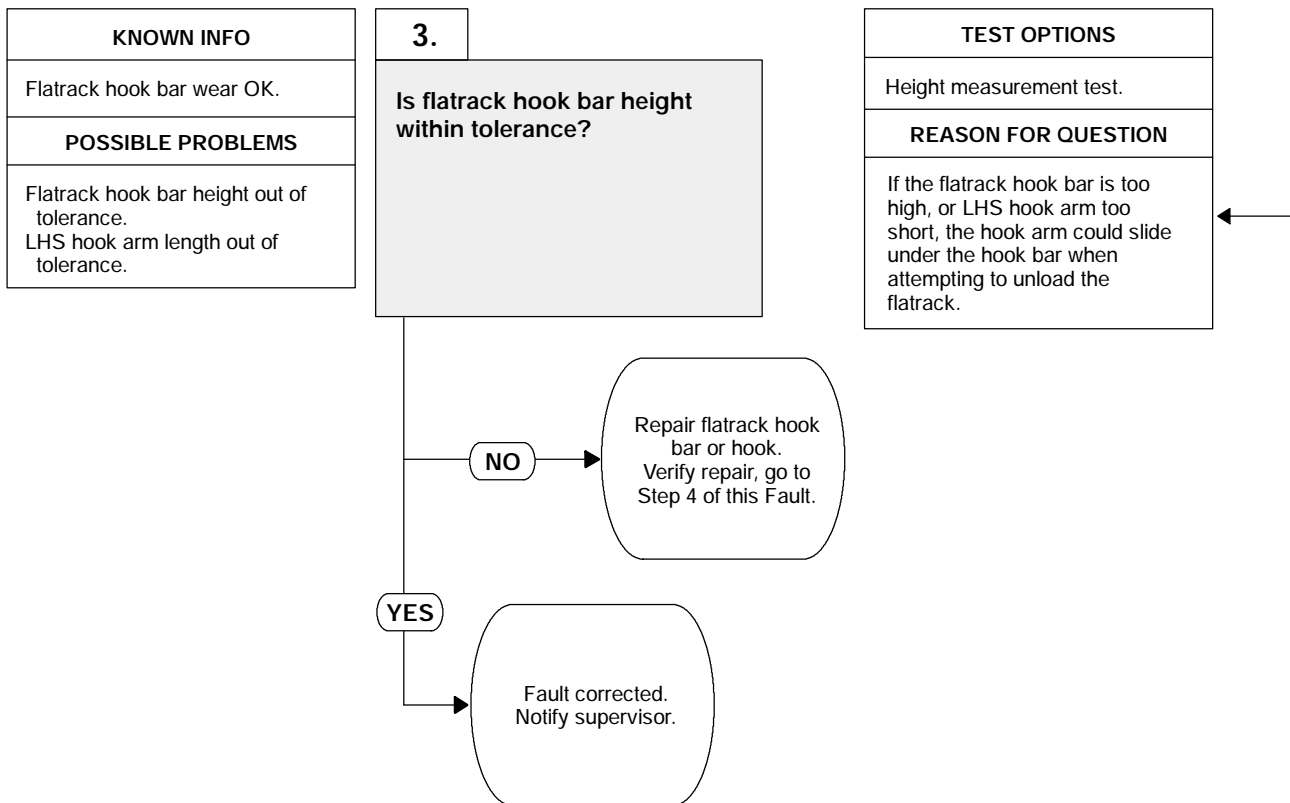 KNOWN INFO
Flatrack hook bar wear OK.
POSSIBLE PROBLEMS
Flatrack hook bar height out of
tolerance.
LHS hook arm length out of
tolerance.
3.
Is flatrack hook bar height
within tolerance?
TEST OPTIONS
Height measurement test.
REASON FOR QUESTION
If the flatrack hook bar is too
high, or LHS hook arm too
short, the hook arm could slide
under the hook bar when
attempting to unload the
flatrack.
NO
Repair flatrack hook
bar or hook.
Verify repair, go to
Step 4 of this Fault.
YES
Fault corrected.
Notify supervisor.